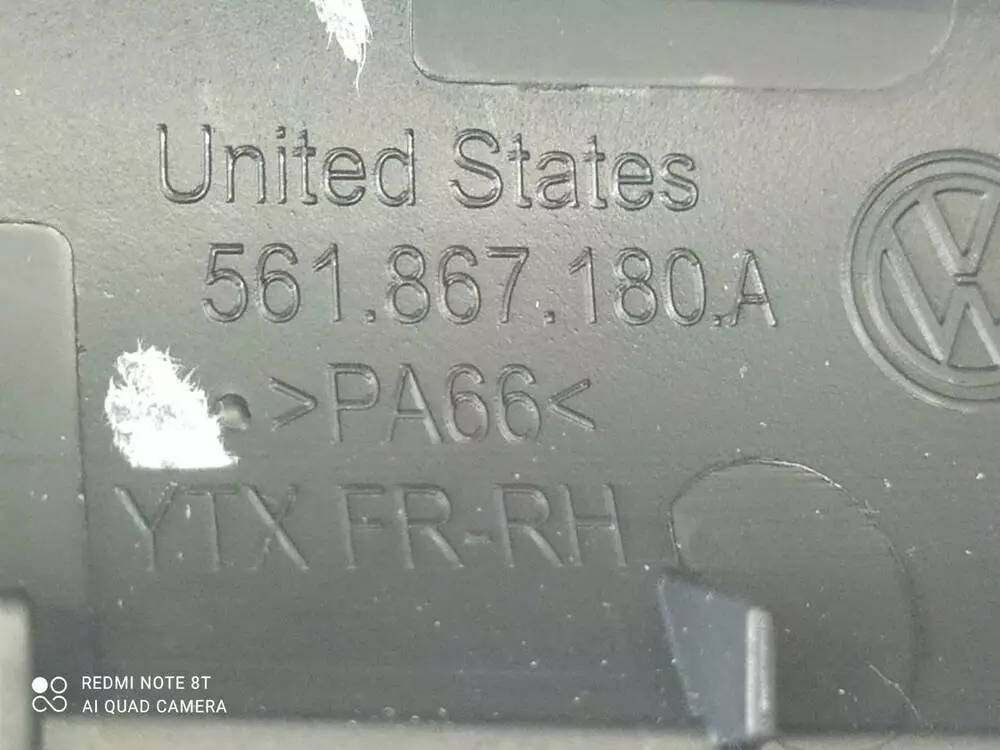 United States
561.867.180.A
>PA66<
YTX FR-RH
REDMI NOTE 8T
AI QUAD CAMERA